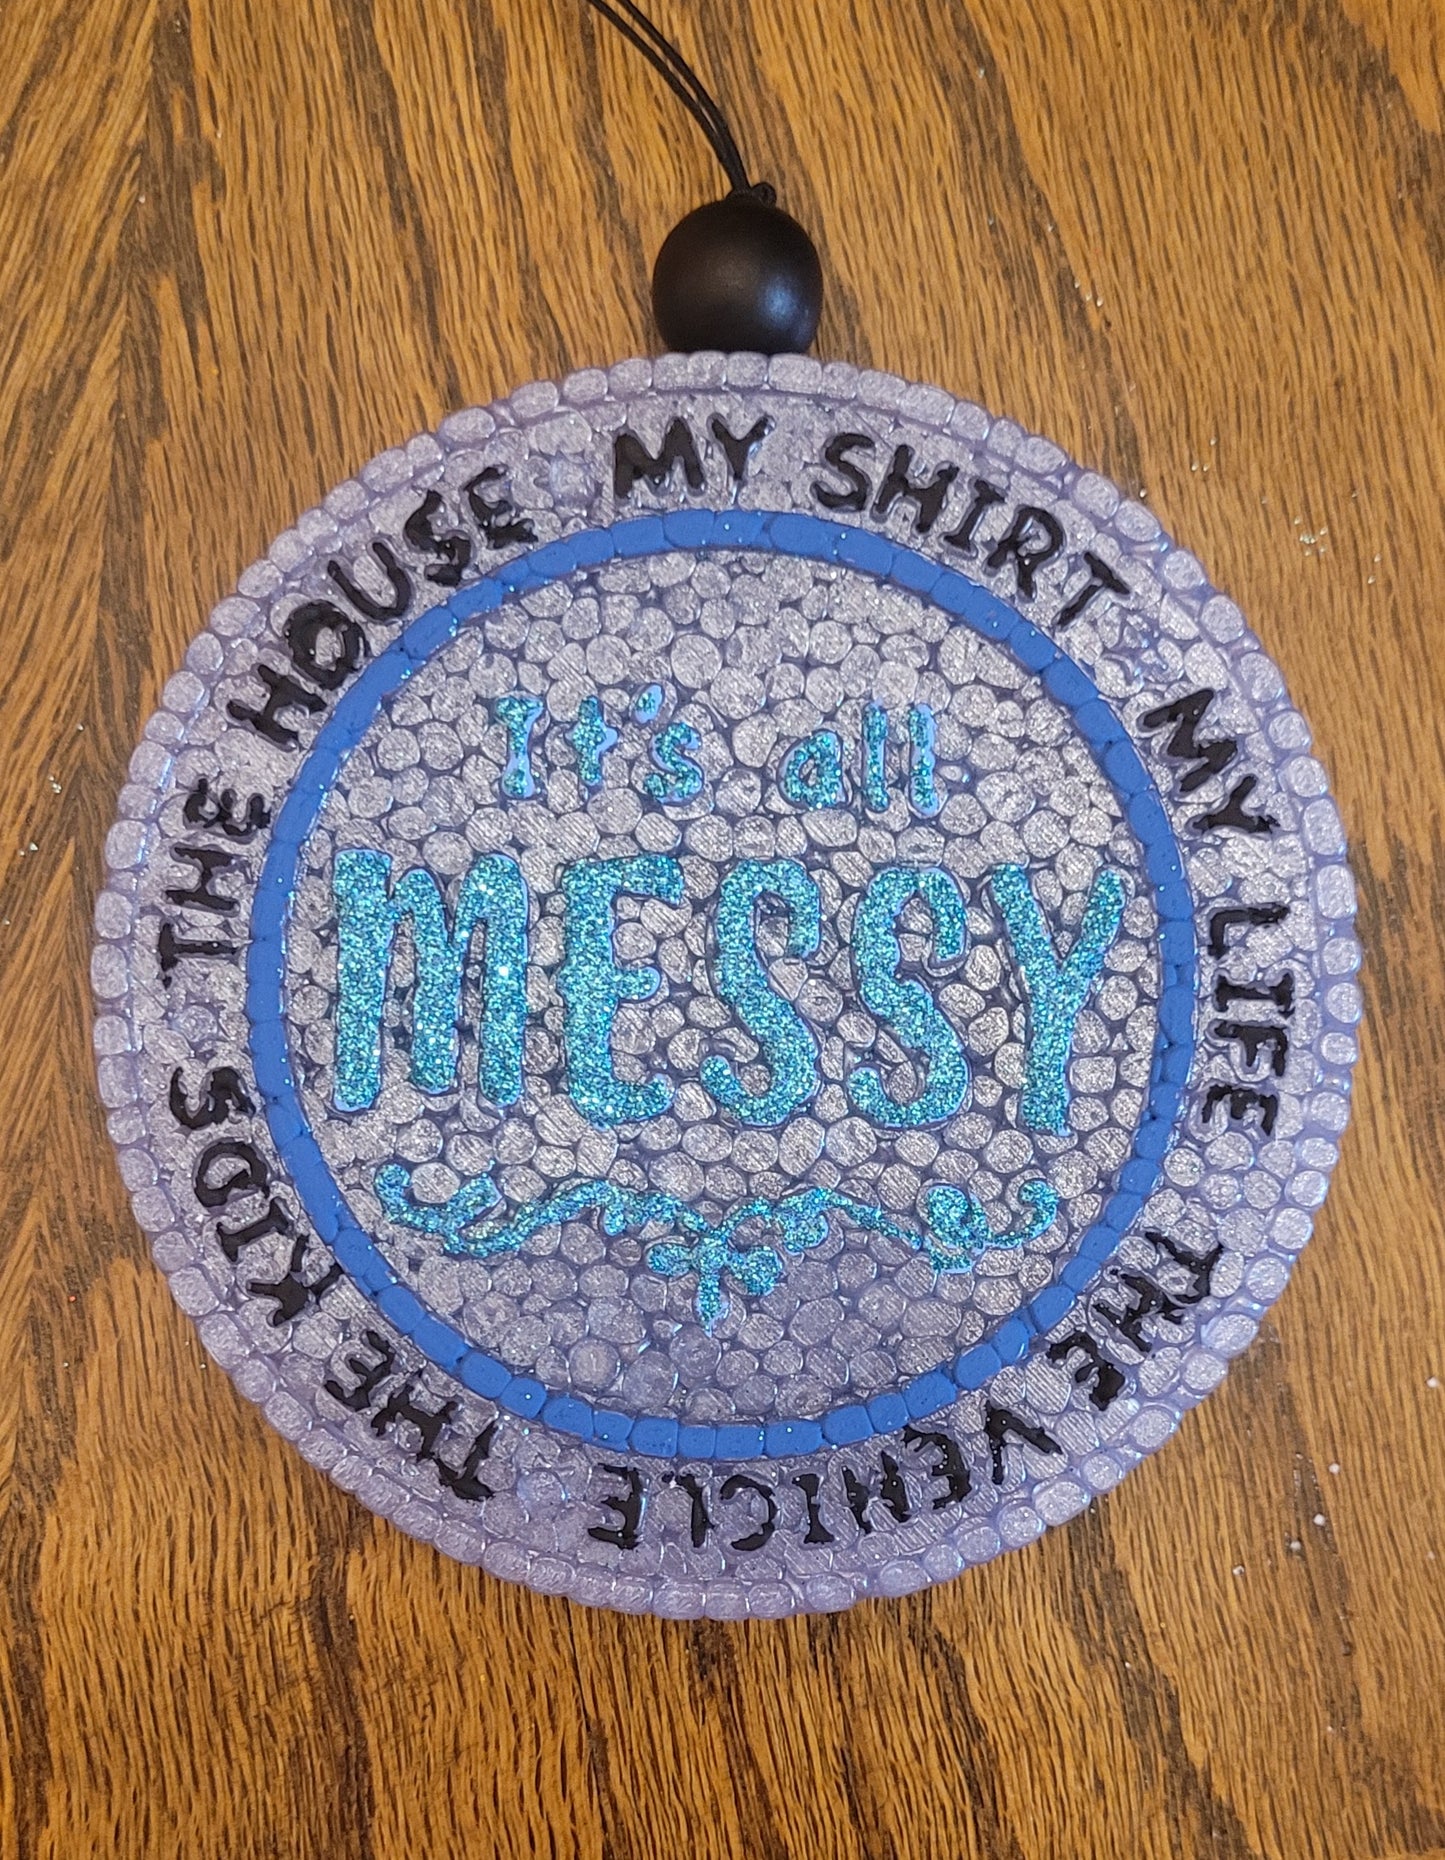 MY SHIRT MY LIFE THE VEHICLE THE KIDS THE HOUSE
It's all
MESSY